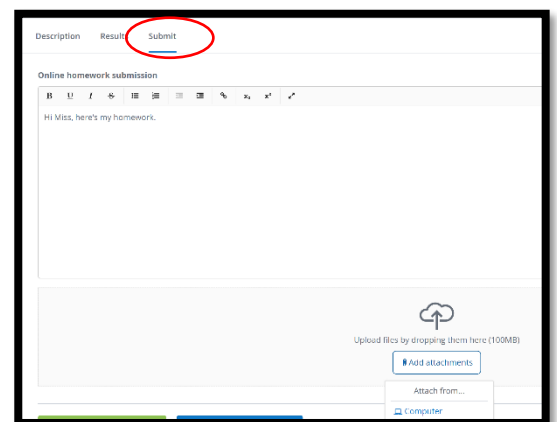 Description Result Submit
Online homework submission
B U I S x₂ x²
Hi Miss, here's my homework.
Upload files by dropping them here (100MB)
Add attachments
Attach from...
Computer